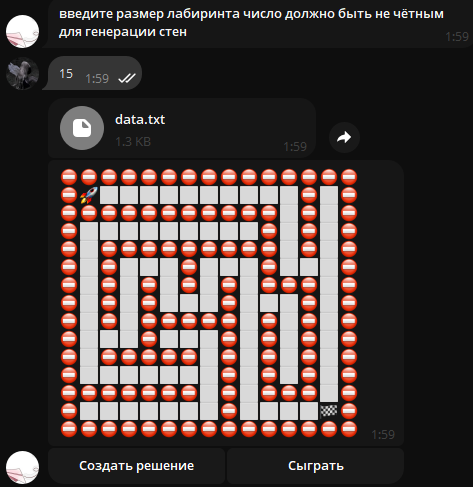 введите размер лабиринта число должно быть не чётным
для генерации стен
1:59
15 1:59
data.txt
1.3 KB
1:59
1:59
Создать решение
Сыграть